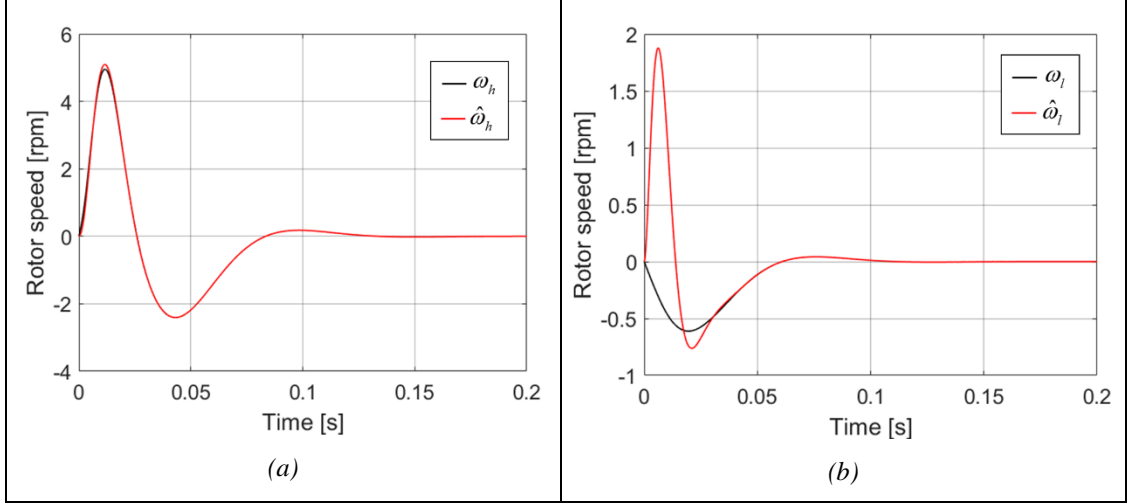 6
4
2
0
-2
-4
Rotor speed [rpm]
ω_h
ω̂_h
0
0.05
0.1
0.15
0.2
Time [s]
(a)
2
1.5
1
0.5
0
-0.5
-1
Rotor speed [rpm]
ω_l
ω̂_l
0
0.05
0.1
0.15
0.2
Time [s]
(b)